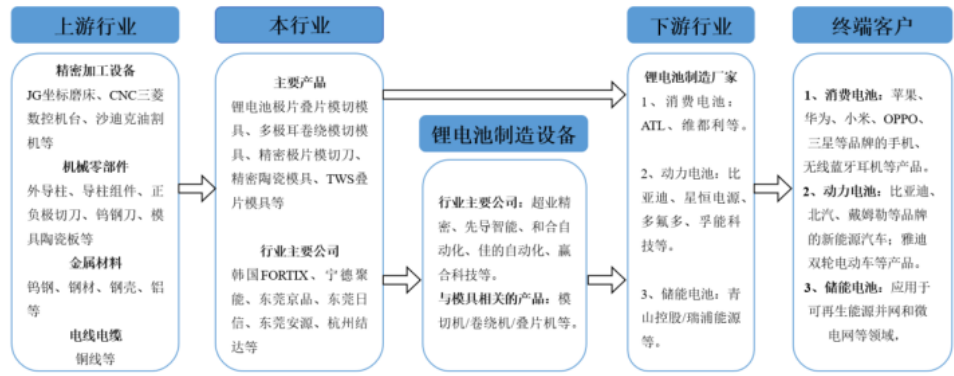 上游行业
精密加工设备
JG坐标磨床、CNC三菱
数控机台、沙迪克油割
机等
机械零部件
外导柱、导柱组件、正
负极切刀、钨钢刀、模
具陶瓷板等
金属材料
钨钢、钢材、钢壳、铝
等
电线电缆
铜线等
本行业
主要产品
锂电池极片叠片模切模
具、多极耳卷绕模切模
具、精密极片模切刀、
精密陶瓷模具、TWS叠
片模具等
行业主要公司
韩国FORTIX、宁德聚
能、东莞京品、东莞日
信、东莞安源、杭州结
达等
锂电池制造设备
行业主要公司：超业精
密、先导智能、和合自
动化、佳的自动化、赢
合科技等。
与模具相关的产品：模
切机/卷绕机/叠片机等。
下游行业
锂电池制造厂家
1、消费电池：
ATL、维都利等。
2、动力电池：比
亚迪、星恒电源、
多氟多、孚能科
技等。
3、储能电池：青
山控股/瑞浦能源
等。
终端客户
1、消费电池：苹果、
华为、小米、OPPO、
三星等品牌的手机、
无线蓝牙耳机等产品。
2、动力电池：比亚迪、
北汽、戴姆勒等品牌
的新能源汽车；雅迪
双轮电动车等产品。
3、储能电池：应用于
可再生能源并网和微
电网等领域，